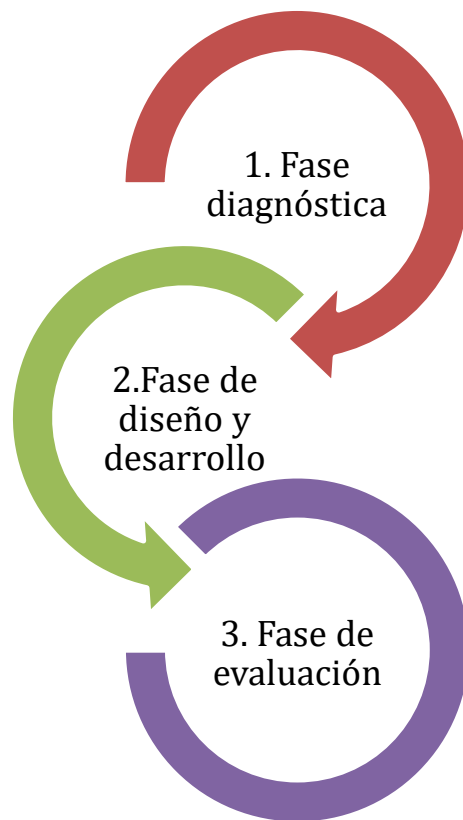 1. Fase
diagnóstica
2.Fase de
diseño y
desarrollo
3. Fase de
evaluación